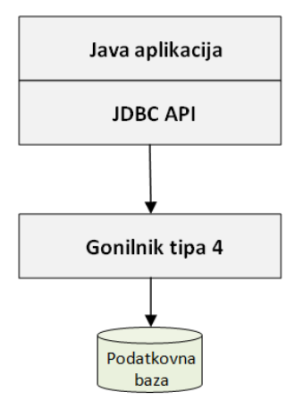 Java aplikacija
JDBC API
Gonilnik tipa 4
Podatkovna
baza